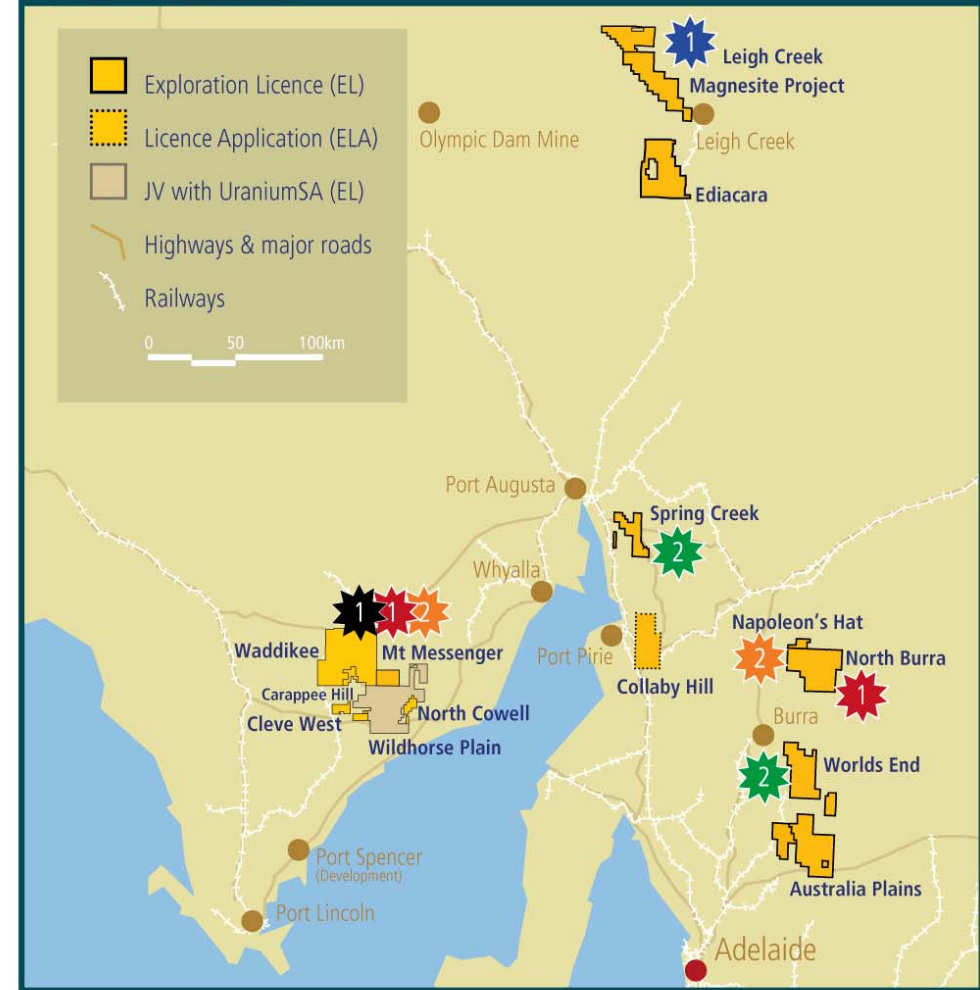 Exploration Licence (EL)
Licence Application (ELA)
JV with UraniumSA (EL)
Highways & major roads
Railways
0 50 100km
1
Leigh Creek
Magnesite Project
Olympic Dam Mine
Leigh Creek
Ediacara
Port Augusta
Spring Creek
2
Whyalla
1 1 2
Napoleon's Hat
Waddikee
Mt Messenger
Port Pirie
2
North Burra
Collaby Hill
1
Carappee Hill
Cleve West
North Cowell
Burra
Wildhorse Plain
2
Worlds End
Port Spencer
(Development)
Australia Plains
Port Lincoln
Adelaide